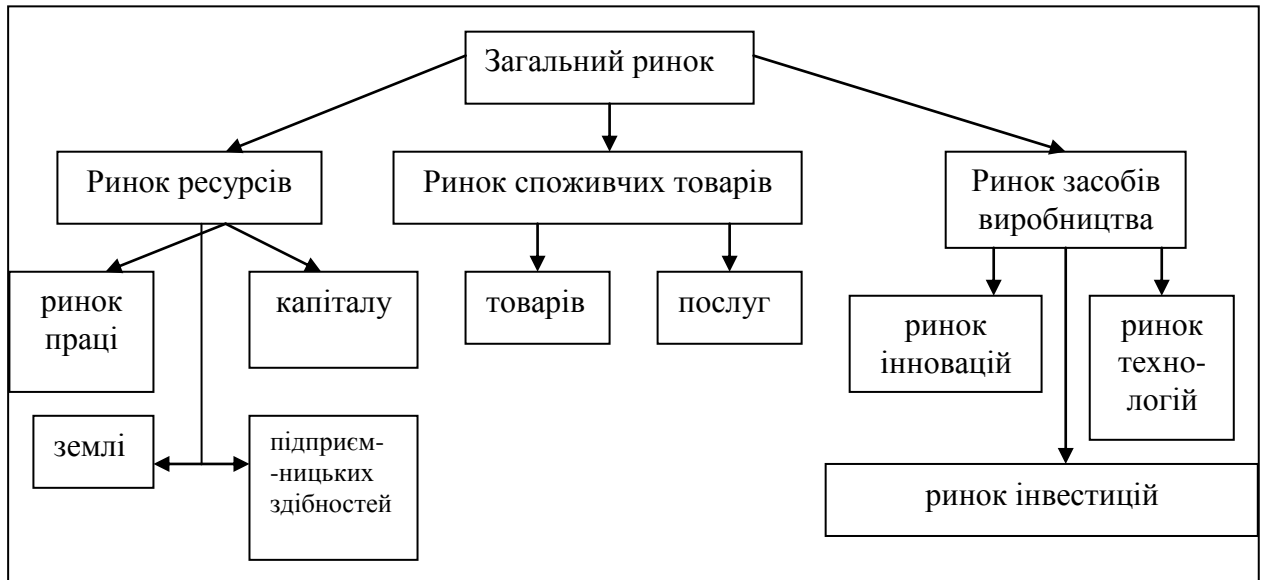 Загальний ринок
Ринок ресурсів
Ринок споживчих товарів
Ринок засобів
виробництва
ринок
праці
капіталу
товарів
послуг
ринок
інновацій
ринок
техно-
логій
землі
підприєм-
-ницьких
здібностей
ринок інвестицій